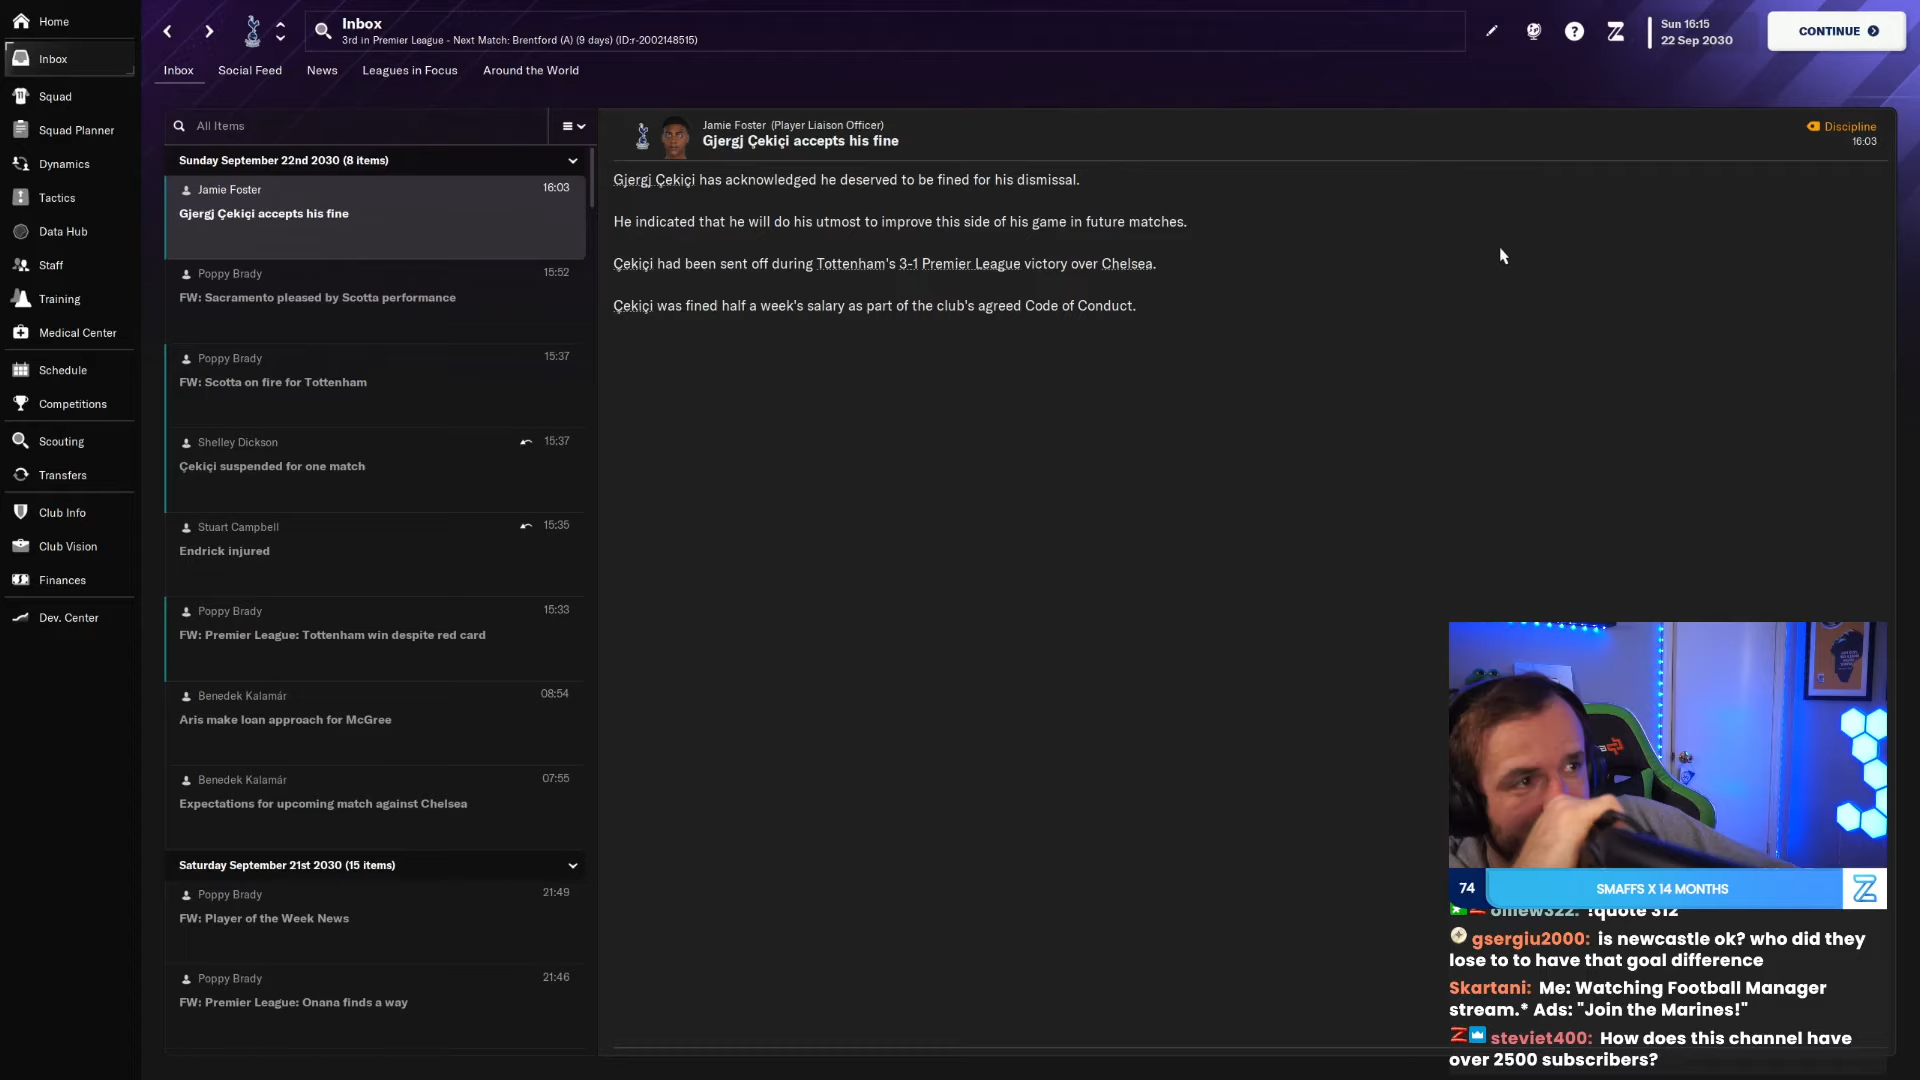 Home
Inbox
Squad
Squad Planner
Dynamics
Tactics
Data Hub
Staff
Training
Medical Center
Schedule
Competitions
Scouting
Transfers
Club Info
Club Vision
Finances
Dev. Center
Inbox
3rd in Premier League - Next Match: Brentford (A) (9 days) (ID:r-2002148515)
Sun 16:15
22 Sep 2030
CONTINUE
Inbox
Social Feed
News
Leagues in Focus
Around the World
All Items
Sunday September 22nd 2030 (8 items)
Jamie Foster 16:03
Gjergj Çekiçi accepts his fine
Poppy Brady 15:52
FW: Sacramento pleased by Scotta performance
Poppy Brady 15:37
FW: Scotta on fire for Tottenham
Shelley Dickson 15:37
Çekiçi suspended for one match
Stuart Campbell 15:35
Endrick injured
Poppy Brady 15:33
FW: Premier League: Tottenham win despite red card
Benedek Kalamár 08:54
Aris make loan approach for McGree
Benedek Kalamár 07:55
Expectations for upcoming match against Chelsea
Saturday September 21st 2030 (15 items)
Poppy Brady 21:49
FW: Player of the Week News
Poppy Brady 21:46
FW: Premier League: Onana finds a way
Jamie Foster (Player Liaison Officer)
Gjergj Çekiçi accepts his fine
Discipline
16:03
Gjergj Çekiçi has acknowledged he deserved to be fined for his dismissal.
He indicated that he will do his utmost to improve this side of his game in future matches.
Çekiçi had been sent off during Tottenham's 3-1 Premier League victory over Chelsea.
Çekiçi was fined half a week's salary as part of the club's agreed Code of Conduct.
74
SMAFFS X 14 MONTHS
Z
!quote 312
gsergiu2000: is newcastle ok? who did they
lose to to have that goal difference
Skartani: Me: Watching Football Manager
stream.* Ads: "Join the Marines!"
steviet400: How does this channel have
over 2500 subscribers?